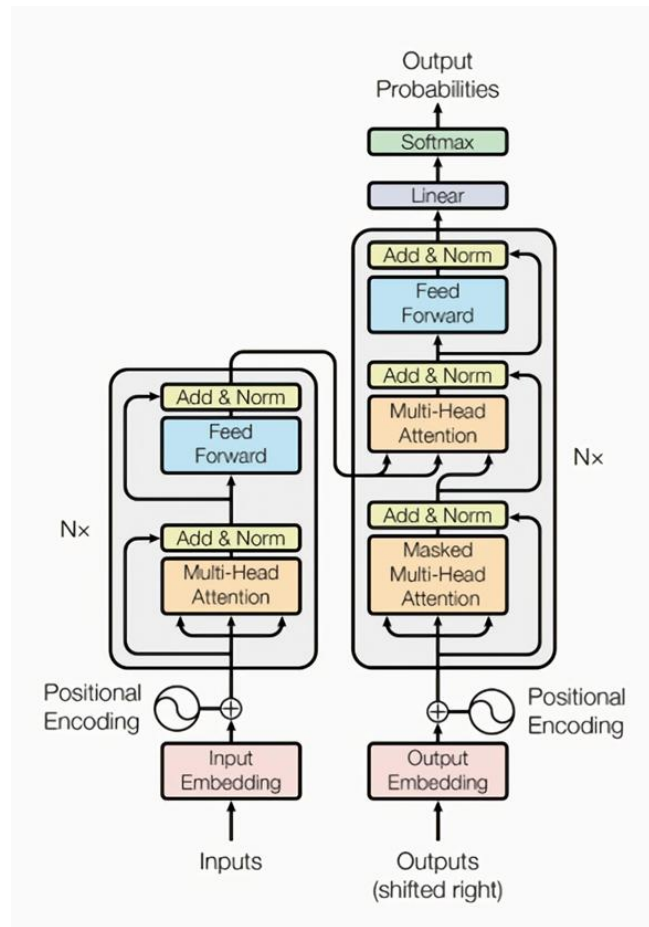 Output
Probabilities
Softmax
Linear
Add & Norm
Feed
Forward
Add & Norm
Multi-Head
Attention
Add & Norm
Masked
Multi-Head
Attention
Nx
Add & Norm
Feed
Forward
Add & Norm
Multi-Head
Attention
Nx
Positional
Encoding
Positional
Encoding
Input
Embedding
Output
Embedding
Inputs
Outputs
(shifted right)